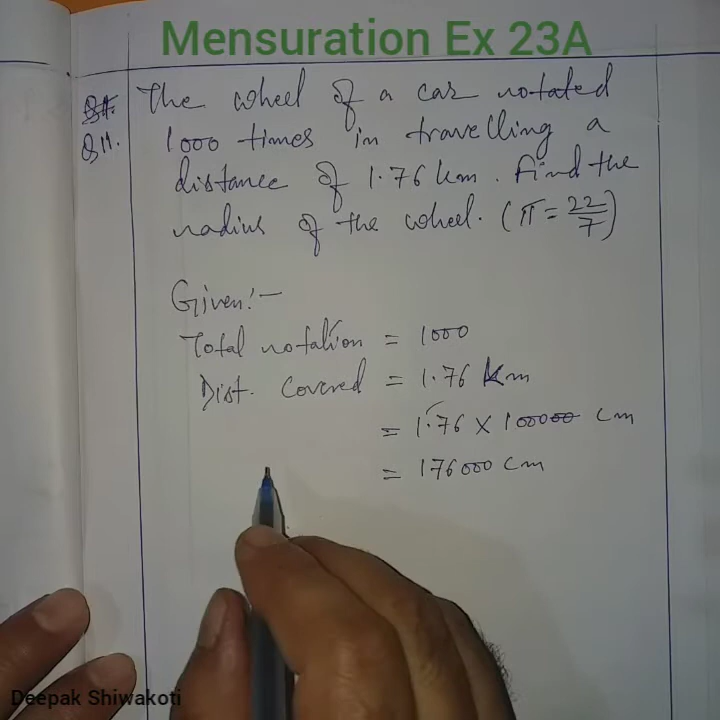 Mensuration Ex 23A
Q11. The wheel of a car rotated
1000 times in travelling a
distance of 1.76 km. Find the
radius of the wheel. (π = 22/7)
Given:-
Total rotation = 1000
Dist. Covered = 1.76 Km
= 1.76 × 100000 cm
= 176000 cm
Deepak Shiwakoti